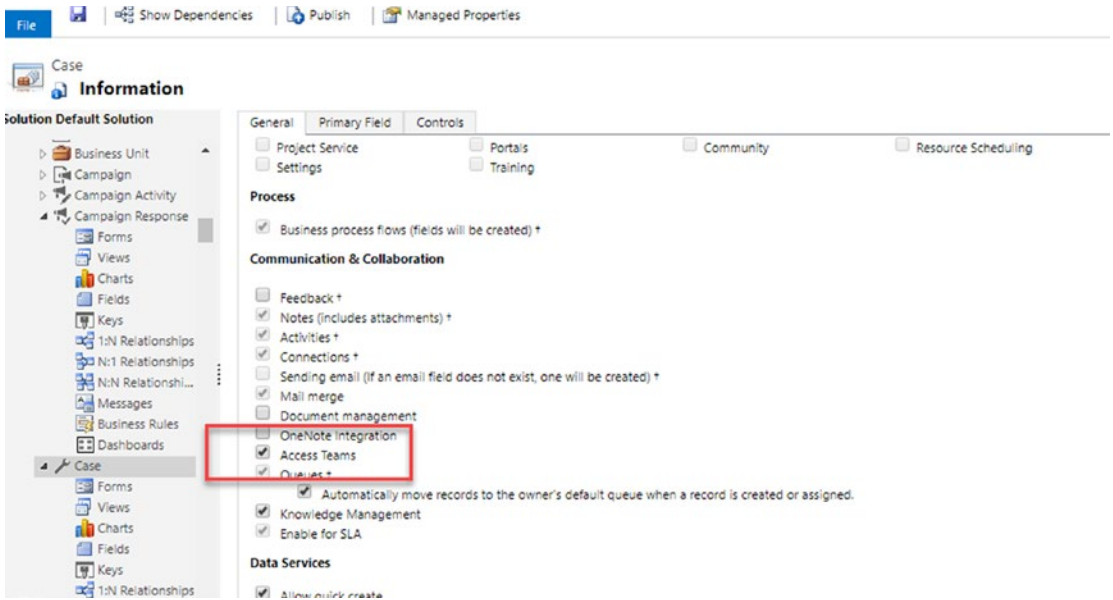 File
Show Dependencies
Publish
Managed Properties
Case
Information
Solution Default Solution
Business Unit
Campaign
Campaign Activity
Campaign Response
Forms
Views
Charts
Fields
Keys
1:N Relationships
N:1 Relationships
N:N Relationshi...
Messages
Business Rules
Dashboards
Case
Forms
Views
Charts
Fields
Keys
1:N Relationships
General Primary Field Controls
Project Service Portals Community Resource Scheduling
Settings Training
Process
Business process flows (fields will be created) †
Communication & Collaboration
Feedback †
Notes (includes attachments) †
Activities †
Connections †
Sending email (If an email field does not exist, one will be created) †
Mail merge
Document management
OneNote Integration
Access Teams
Queues †
Automatically move records to the owner's default queue when a record is created or assigned.
Knowledge Management
Enable for SLA
Data Services
Allow quick create